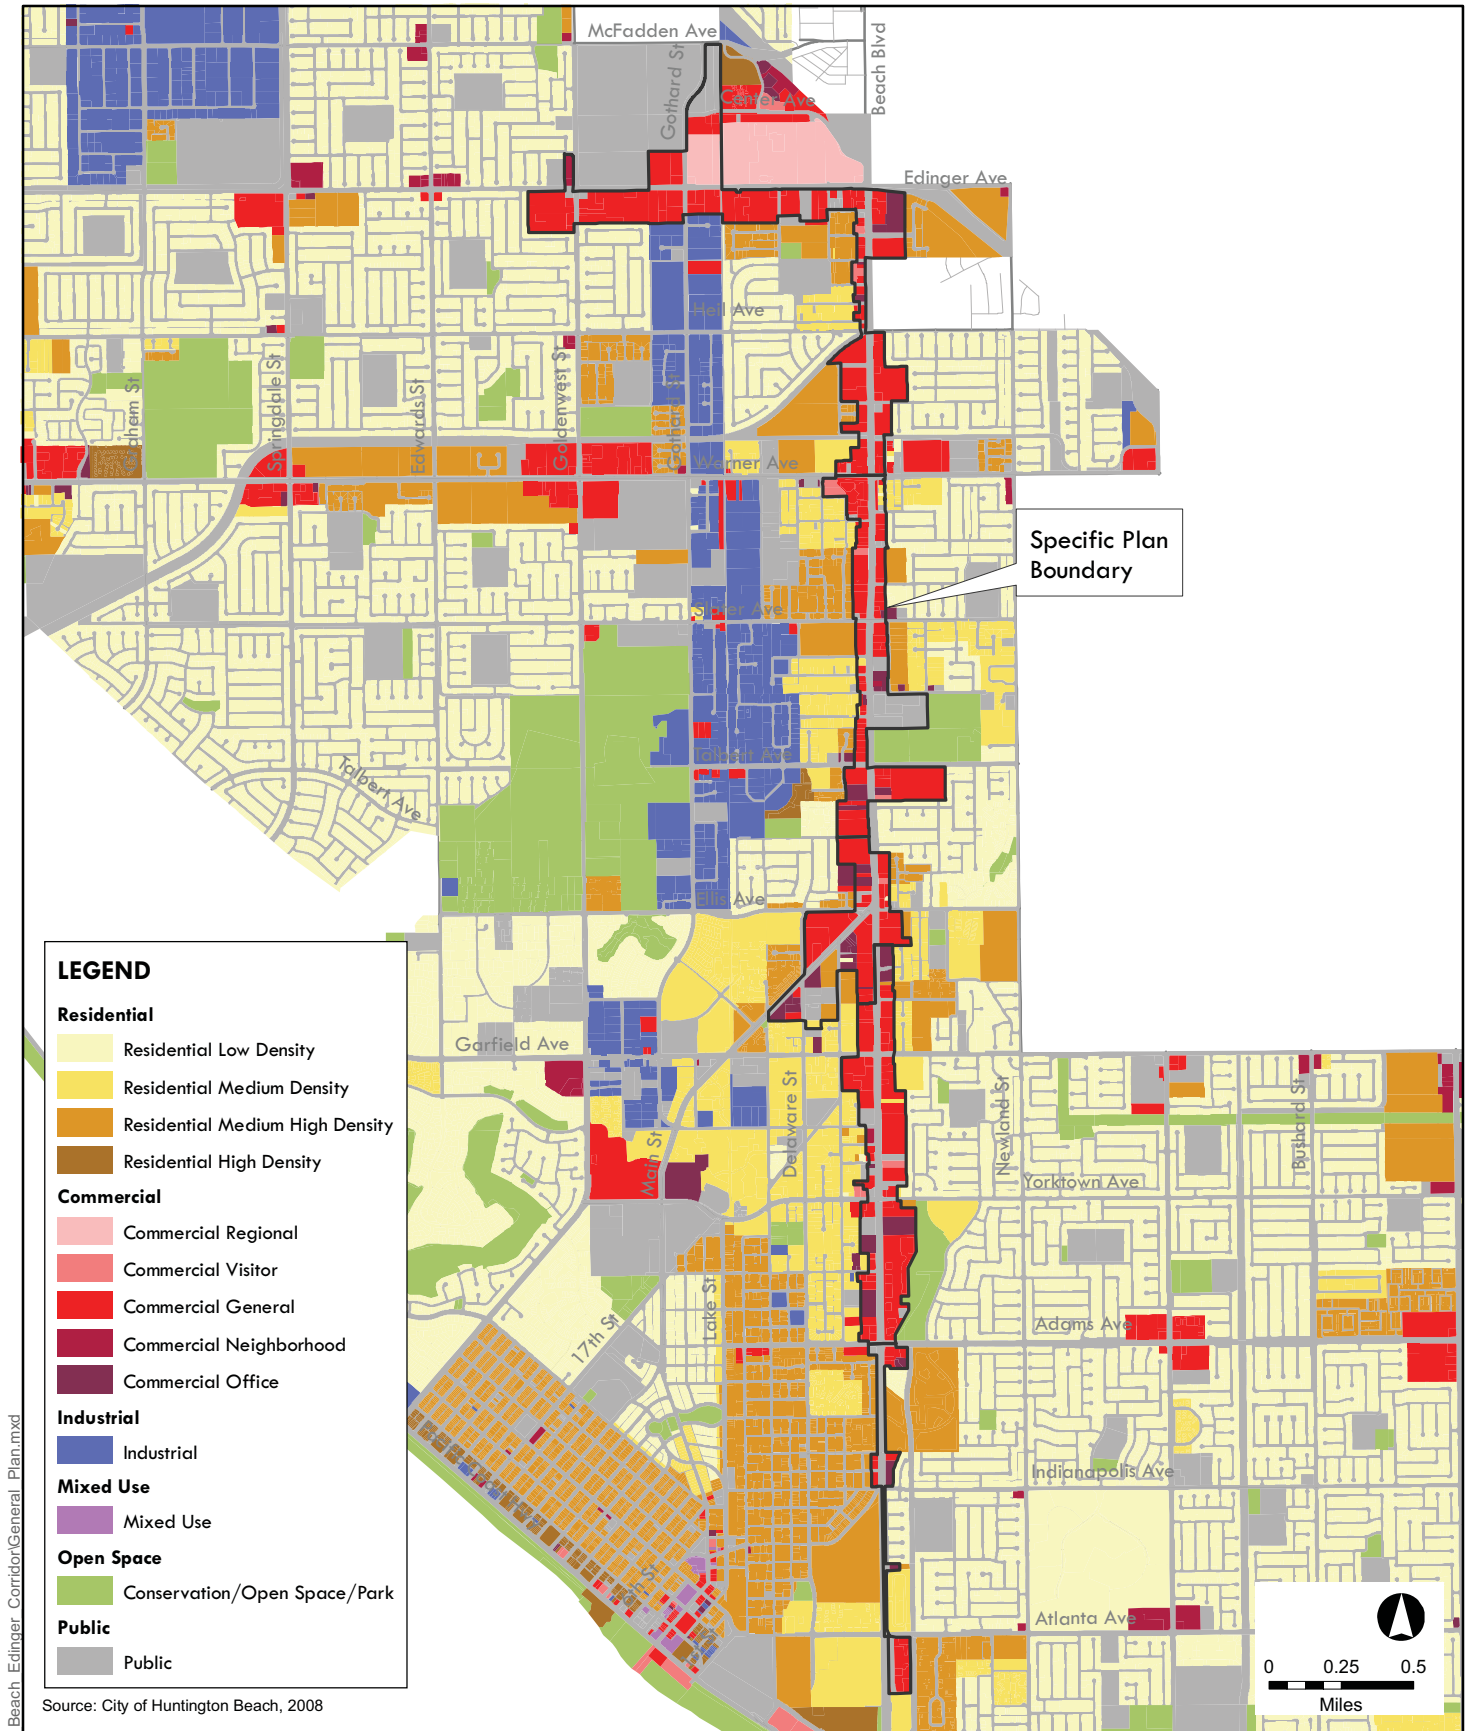 McFadden Ave
Gothard St
Beach Blvd
Center Ave
Edinger Ave
Heil Ave
Graham St
Springdale St
Edwards St
Goldenwest St
Gothard St
Warner Ave
Specific Plan
Boundary
Slater Ave
Talbert Ave
Talbert Ave
Ellis Ave
Garfield Ave
Main St
Delaware St
Newland St
Bushard St
Yorktown Ave
Lake St
17th St
Adams Ave
Indianapolis Ave
Atlanta Ave
LEGEND
Residential
Residential Low Density
Residential Medium Density
Residential Medium High Density
Residential High Density
Commercial
Commercial Regional
Commercial Visitor
Commercial General
Commercial Neighborhood
Commercial Office
Industrial
Industrial
Mixed Use
Mixed Use
Open Space
Conservation/Open Space/Park
Public
Public
Source: City of Huntington Beach, 2008
Beach Edinger Corridor\General Plan.mxd
0 0.25 0.5
Miles